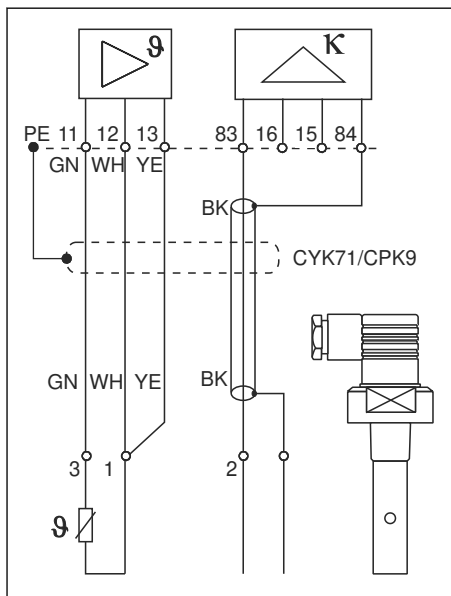 ϑ κ
PE 11 12 13 83 16 15 84
GN WH YE
BK
CYK71/CPK9
GN WH YE BK
3 1 2
ϑ